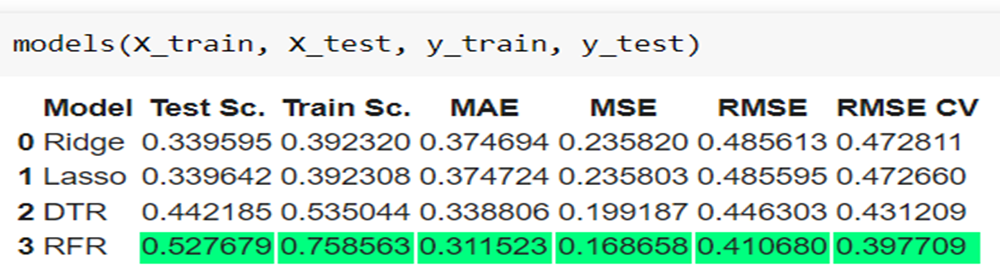 models(X_train, X_test, y_train, y_test)
Model Test Sc. Train Sc. MAE MSE RMSE RMSE CV
0 Ridge 0.339595 0.392320 0.374694 0.235820 0.485613 0.472811
1 Lasso 0.339642 0.392308 0.374724 0.235803 0.485595 0.472660
2 DTR 0.442185 0.535044 0.338806 0.199187 0.446303 0.431209
3 RFR 0.527679 0.758563 0.311523 0.168658 0.410680 0.397709